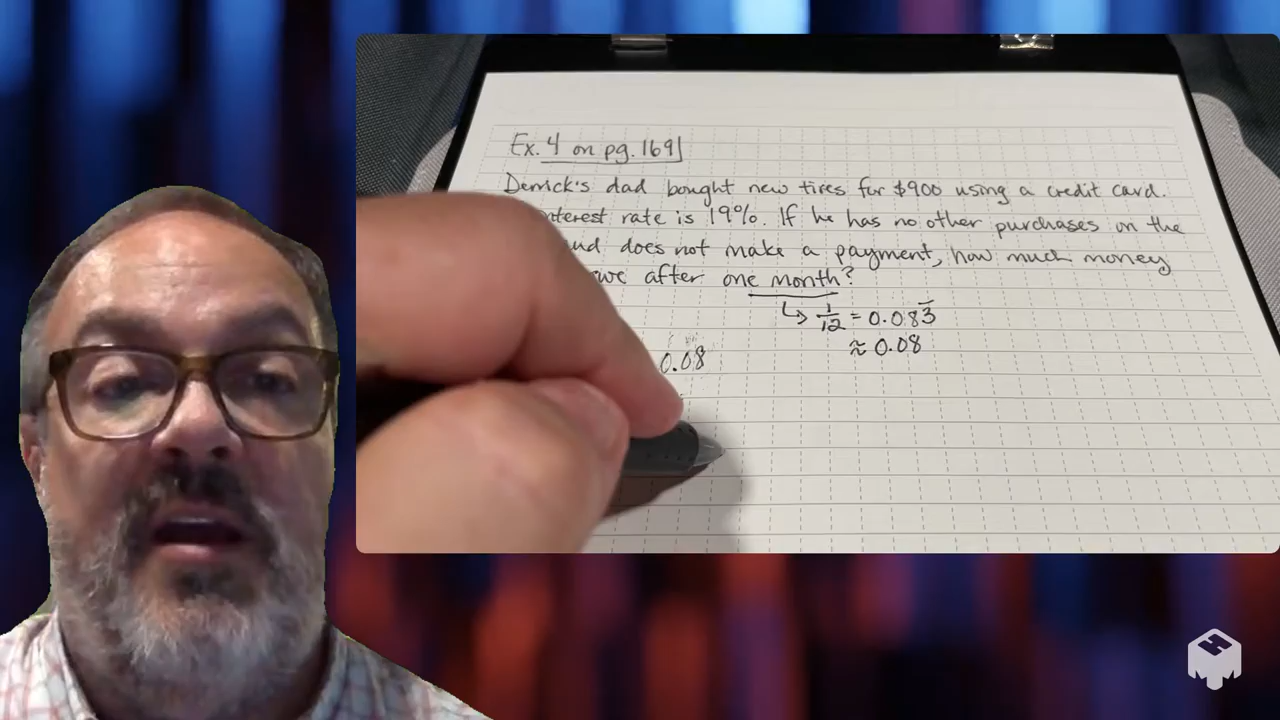 Ex. 4 on pg. 169
Derrick's dad bought new tires for $900 using a credit card.
interest rate is 19%. If he has no other purchases on the
and does not make a payment, how much money
owe after one month?
↳ 1/12 = 0.083̅
≈ 0.08
0.08